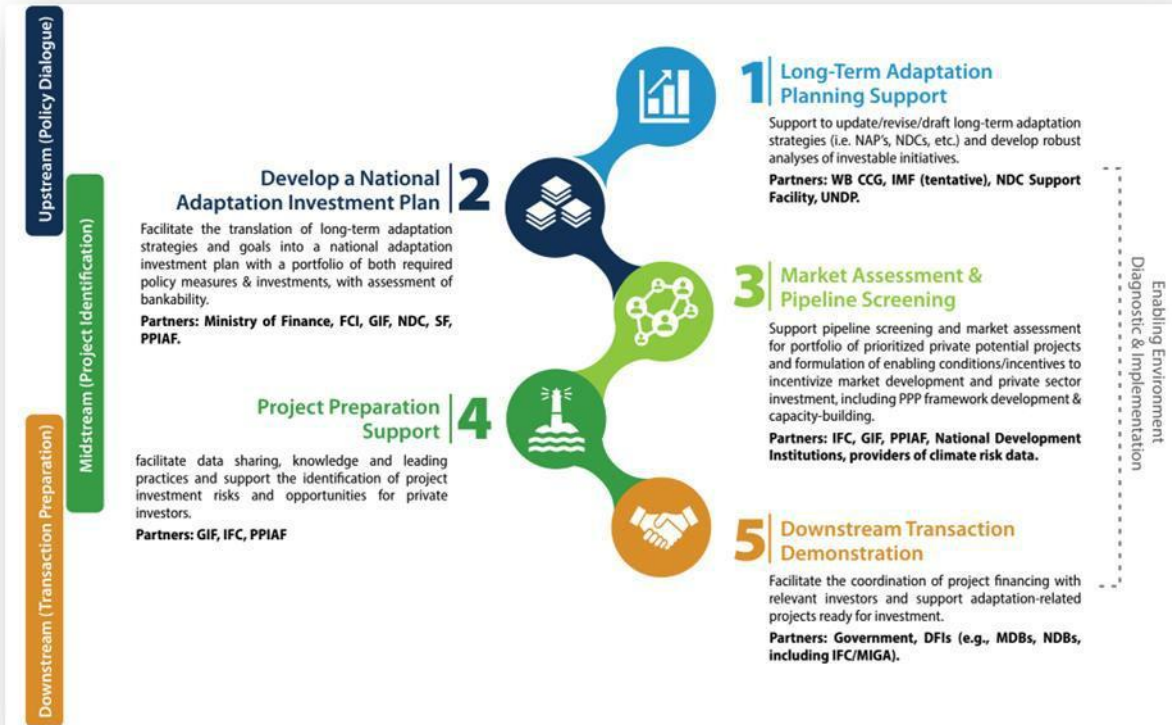 Upstream (Policy Dialogue)
Midstream (Project Identification)
Downstream (Transaction Preparation)
1
Long-Term Adaptation
Planning Support
Support to update/revise/draft long-term adaptation
strategies (i.e. NAP's, NDCs, etc.) and develop robust
analyses of investable initiatives.
Partners: WB CCG, IMF (tentative), NDC Support
Facility, UNDP.
Develop a National
Adaptation Investment Plan
2
Facilitate the translation of long-term adaptation
strategies and goals into a national adaptation
investment plan with a portfolio of both required
policy measures & investments, with assessment of
bankability.
Partners: Ministry of Finance, FCI, GIF, NDC, SF,
PPIAF.
3
Market Assessment &
Pipeline Screening
Support pipeline screening and market assessment
for portfolio of prioritized private potential projects
and formulation of enabling conditions/incentives to
incentivize market development and private sector
investment, including PPP framework development &
capacity-building.
Partners: IFC, GIF, PPIAF, National Development
Institutions, providers of climate risk data.
Project Preparation
Support
4
facilitate data sharing, knowledge and leading
practices and support the identification of project
investment risks and opportunities for private
investors.
Partners: GIF, IFC, PPIAF
5
Downstream Transaction
Demonstration
Facilitate the coordination of project financing with
relevant investors and support adaptation-related
projects ready for investment.
Partners: Government, DFIs (e.g., MDBs, NDBs,
including IFC/MIGA).
Enabling Environment
Diagnostic & Implementation